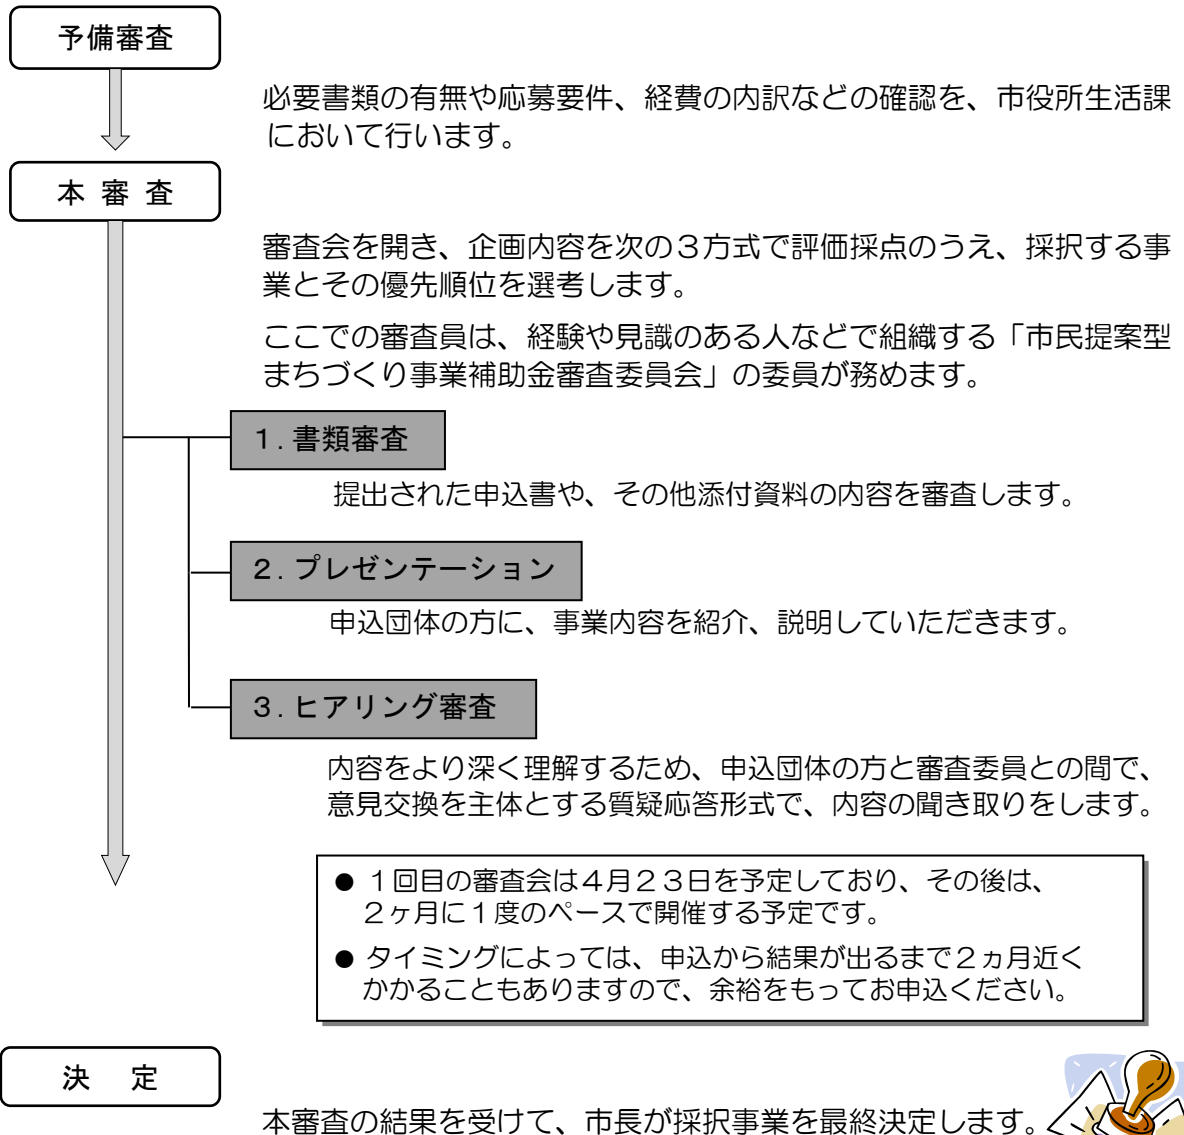 予備審査
必要書類の有無や応募要件、経費の内訳などの確認を、市役所生活課
において行います。
本 審 査
審査会を開き、企画内容を次の３方式で評価採点のうえ、採択する事
業とその優先順位を選考します。
ここでの審査員は、経験や見識のある人などで組織する「市民提案型
まちづくり事業補助金審査委員会」の委員が務めます。
１．書類審査
提出された申込書や、その他添付資料の内容を審査します。
２．プレゼンテーション
申込団体の方に、事業内容を紹介、説明していただきます。
３．ヒアリング審査
内容をより深く理解するため、申込団体の方と審査委員との間で、
意見交換を主体とする質疑応答形式で、内容の聞き取りをします。
● １回目の審査会は４月２３日を予定しており、その後は、
２ヶ月に１度のペースで開催する予定です。
● タイミングによっては、申込から結果が出るまで２ヵ月近く
かかることもありますので、余裕をもってお申込ください。
決　定
本審査の結果を受けて、市長が採択事業を最終決定します。